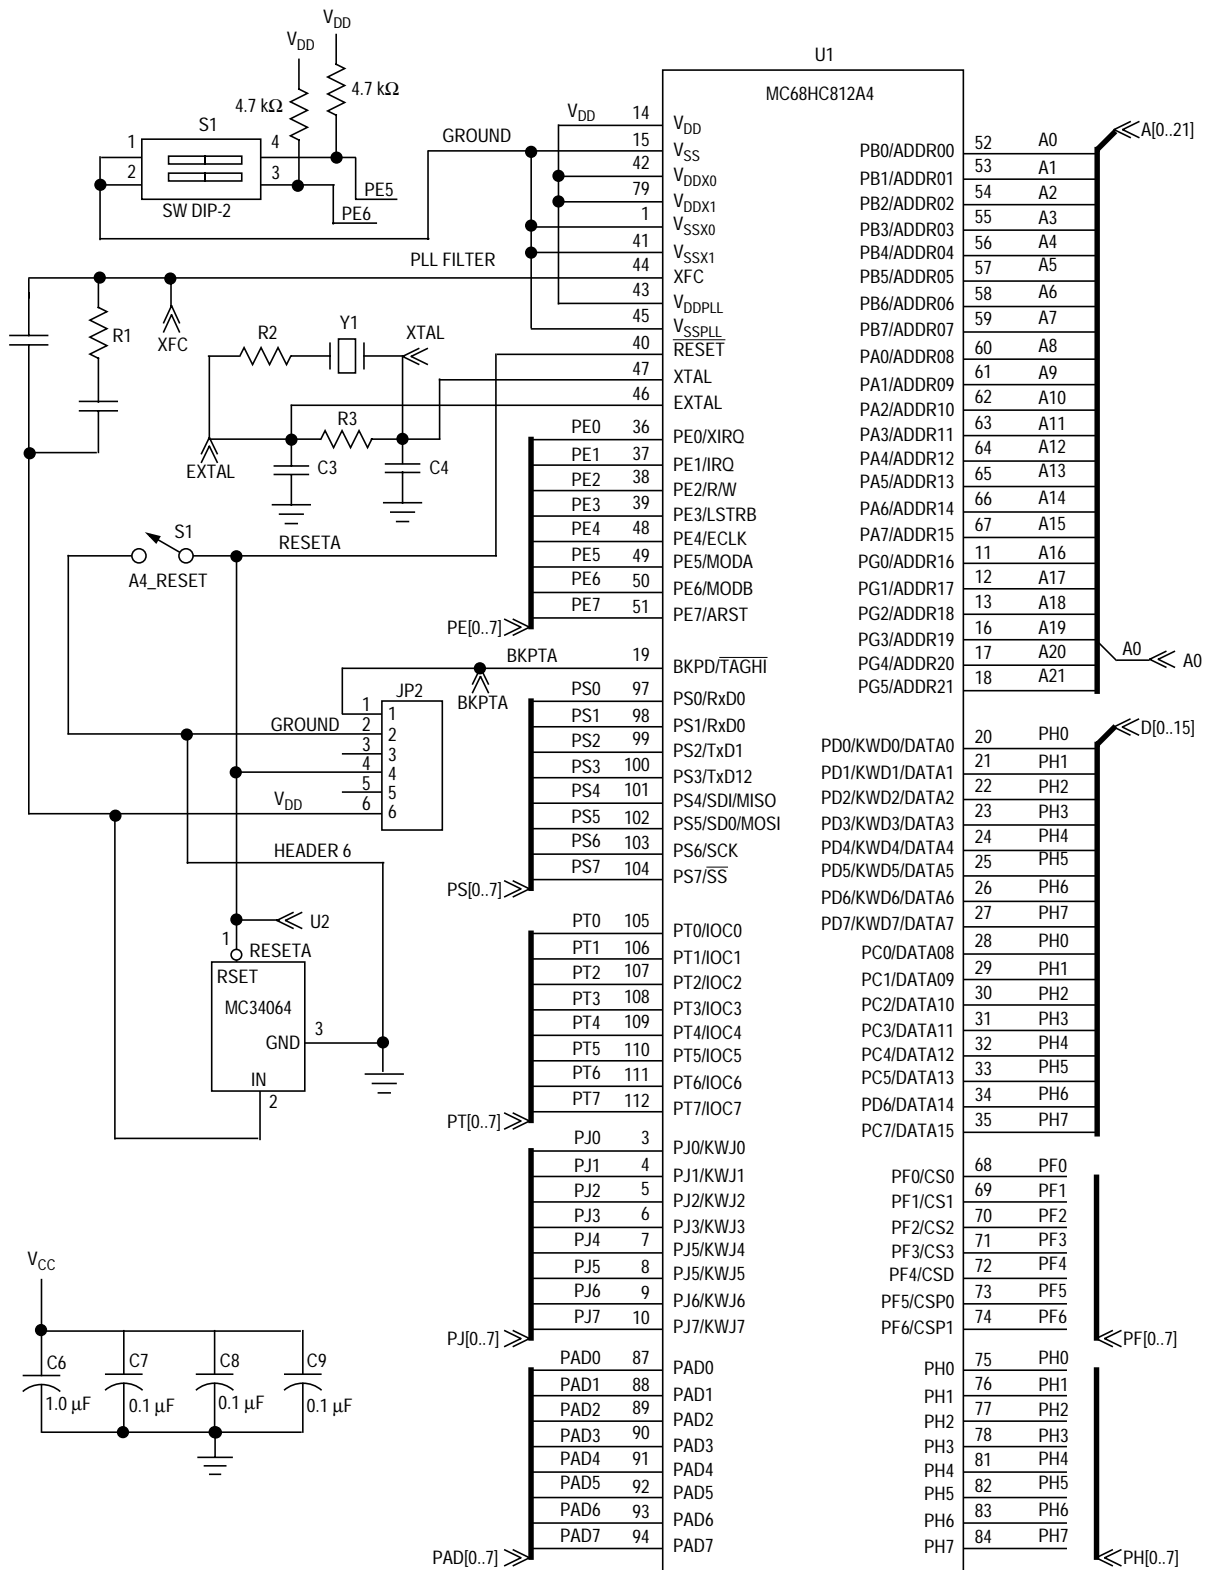 VDD
VDD
4.7 kΩ
4.7 kΩ
S1
1
2
4
3
SW DIP-2
PE5
PE6
GROUND
PLL FILTER
XFC
R1
R2
Y1
XTAL
R3
EXTAL
C3
C4
S1
A4_RESET
RESETA
BKPTA
BKPTA
JP2
GROUND
VDD
1 1
2 2
3 3
4 4
5 5
6 6
HEADER 6
U2
1
RESETA
RSET
MC34064
GND
3
IN
2
VCC
C6
1.0 µF
C7
0.1 µF
C8
0.1 µF
C9
0.1 µF
U1
MC68HC812A4
VDD 14 VDD
15 VSS
42 VDDX0
79 VDDX1
1 VSSX0
41 VSSX1
44 XFC
43 VDDPLL
45 VSSPLL
40 RESET
47 XTAL
46 EXTAL
PE0 36 PE0/XIRQ
PE1 37 PE1/IRQ
PE2 38 PE2/R/W
PE3 39 PE3/LSTRB
PE4 48 PE4/ECLK
PE5 49 PE5/MODA
PE6 50 PE6/MODB
PE7 51 PE7/ARST
PE[0..7]
19 BKPD/TAGHI
PS0 97 PS0/RxD0
PS1 98 PS1/RxD0
PS2 99 PS2/TxD1
PS3 100 PS3/TxD12
PS4 101 PS4/SDI/MISO
PS5 102 PS5/SD0/MOSI
PS6 103 PS6/SCK
PS7 104 PS7/SS
PS[0..7]
PT0 105 PT0/IOC0
PT1 106 PT1/IOC1
PT2 107 PT2/IOC2
PT3 108 PT3/IOC3
PT4 109 PT4/IOC4
PT5 110 PT5/IOC5
PT6 111 PT6/IOC6
PT7 112 PT7/IOC7
PT[0..7]
PJ0 3 PJ0/KWJ0
PJ1 4 PJ1/KWJ1
PJ2 5 PJ2/KWJ2
PJ3 6 PJ3/KWJ3
PJ4 7 PJ5/KWJ4
PJ5 8 PJ5/KWJ5
PJ6 9 PJ6/KWJ6
PJ7 10 PJ7/KWJ7
PJ[0..7]
PAD0 87 PAD0
PAD1 88 PAD1
PAD2 89 PAD2
PAD3 90 PAD3
PAD4 91 PAD4
PAD5 92 PAD5
PAD6 93 PAD6
PAD7 94 PAD7
PAD[0..7]
A[0..21]
PB0/ADDR00 52 A0
PB1/ADDR01 53 A1
PB2/ADDR02 54 A2
PB3/ADDR03 55 A3
PB4/ADDR04 56 A4
PB5/ADDR05 57 A5
PB6/ADDR06 58 A6
PB7/ADDR07 59 A7
PA0/ADDR08 60 A8
PA1/ADDR09 61 A9
PA2/ADDR10 62 A10
PA3/ADDR11 63 A11
PA4/ADDR12 64 A12
PA5/ADDR13 65 A13
PA6/ADDR14 66 A14
PA7/ADDR15 67 A15
PG0/ADDR16 11 A16
PG1/ADDR17 12 A17
PG2/ADDR18 13 A18
PG3/ADDR19 16 A19
PG4/ADDR20 17 A20
PG5/ADDR21 18 A21
A0 A0
D[0..15]
PD0/KWD0/DATA0 20 PH0
PD1/KWD1/DATA1 21 PH1
PD2/KWD2/DATA2 22 PH2
PD3/KWD3/DATA3 23 PH3
PD4/KWD4/DATA4 24 PH4
PD5/KWD5/DATA5 25 PH5
PD6/KWD6/DATA6 26 PH6
PD7/KWD7/DATA7 27 PH7
PC0/DATA08 28 PH0
PC1/DATA09 29 PH1
PC2/DATA10 30 PH2
PC3/DATA11 31 PH3
PC4/DATA12 32 PH4
PC5/DATA13 33 PH5
PD6/DATA14 34 PH6
PC7/DATA15 35 PH7
PF0/CS0 68 PF0
PF1/CS1 69 PF1
PF2/CS2 70 PF2
PF3/CS3 71 PF3
PF4/CSD 72 PF4
PF5/CSP0 73 PF5
PF6/CSP1 74 PF6
PF[0..7]
PH0 75 PH0
PH1 76 PH1
PH2 77 PH2
PH3 78 PH3
PH4 81 PH4
PH5 82 PH5
PH6 83 PH6
PH7 84 PH7
PH[0..7]